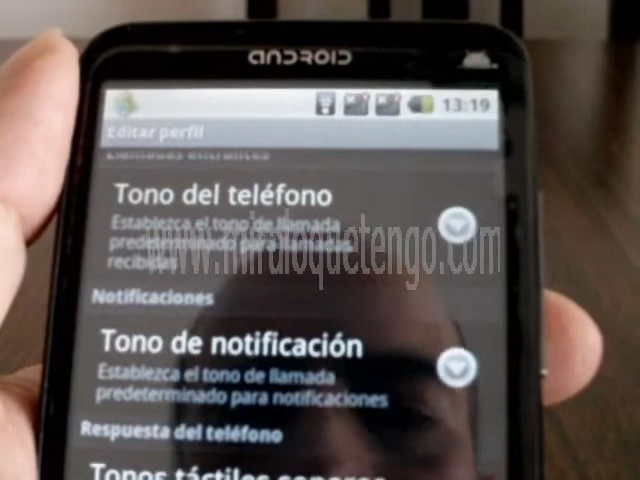 ANDROID
13:19
Editar perfil
Llamadas entrantes
Tono del teléfono
Establezca el tono de llamada
predeterminado para llamadas
recibidas
www.miraloquetengo.com
Notificaciones
Tono de notificación
Establezca el tono de llamada
predeterminado para notificaciones
Respuesta del teléfono
Tonos táctiles sonoros